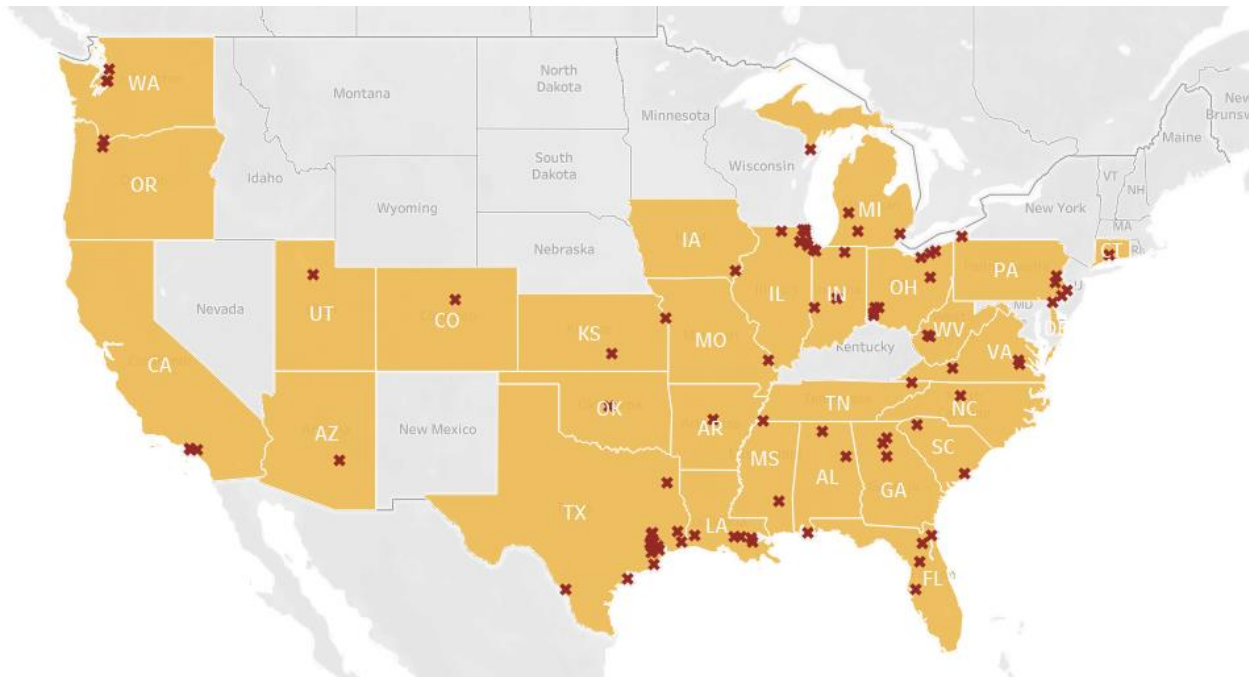 North
Dakota
WA
Montana
Minnesota
New
Brunsw
Maine
OR
Idaho
South
Dakota
Wisconsin
VT
NH
Wyoming
MI
New York
MA
RI
CT
IA
Nebraska
PA
Nevada
UT
CO
IL
IN
OH
MD
DE
WV
KS
MO
Kentucky
VA
CA
TN
NC
OK
AR
AZ
New Mexico
SC
MS
AL
GA
TX
LA
FL